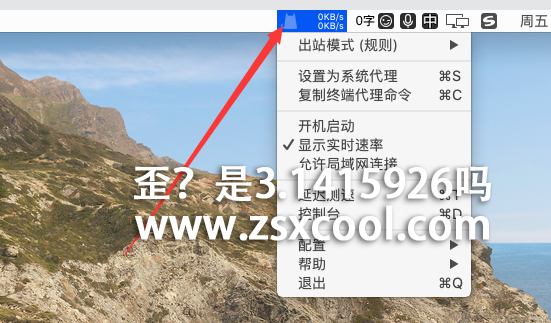 0KB/s
0KB/s
0字 中 S 周五
出站模式 (规则)
设置为系统代理 ⌘S
复制终端代理命令 ⌘C
开机启动
✓ 显示实时速率
允许局域网连接
歪？是3.1415926吗
延迟测速 ⌘T
控制台 ⌘D
www.zsxcool.com
配置
帮助
退出 ⌘Q